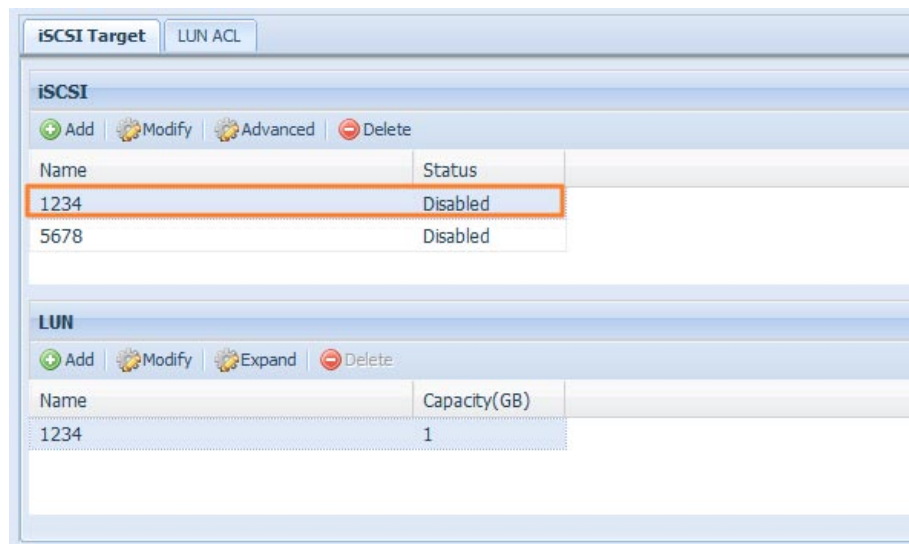 iSCSI Target LUN ACL
iSCSI
Add Modify Advanced Delete
Name Status
1234 Disabled
5678 Disabled
LUN
Add Modify Expand Delete
Name Capacity(GB)
1234 1